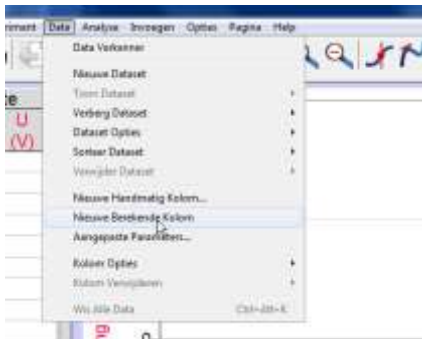 Data Analyse Invoegen Opties Pagina Help
Data Verkenner
Nieuwe Dataset
Toon Dataset
Verberg Dataset
Dataset Opties
Sorteer Dataset
Verwijder Dataset
Nieuwe Handmatig Kolom...
Nieuwe Berekende Kolom
Aangepaste Parameters...
Kolom Opties
Kolom Verwijderen
Wis Alle Data Ctrl+Alt+K
U
(V)